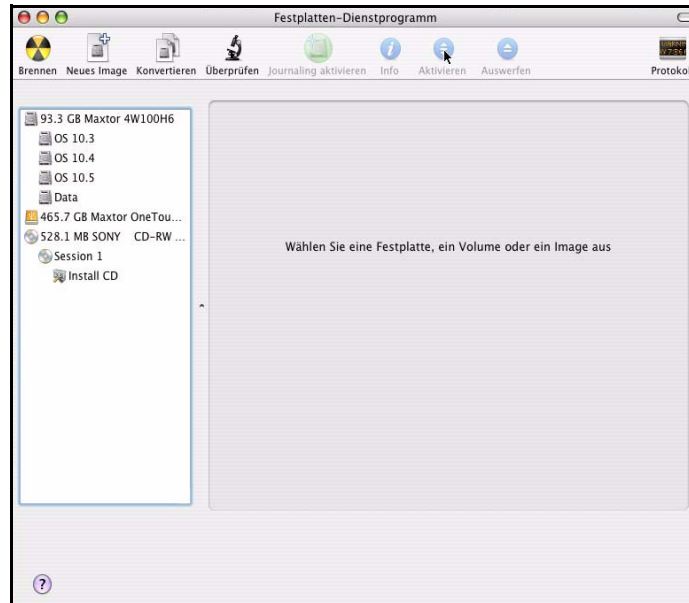 Festplatten-Dienstprogramm
Brennen Neues Image Konvertieren Überprüfen Journaling aktivieren Info Aktivieren Auswerfen Protokol
93.3 GB Maxtor 4W100H6
OS 10.3
OS 10.4
OS 10.5
Data
465.7 GB Maxtor OneTou...
528.1 MB SONY CD-RW ...
Session 1
Install CD
Wählen Sie eine Festplatte, ein Volume oder ein Image aus
?